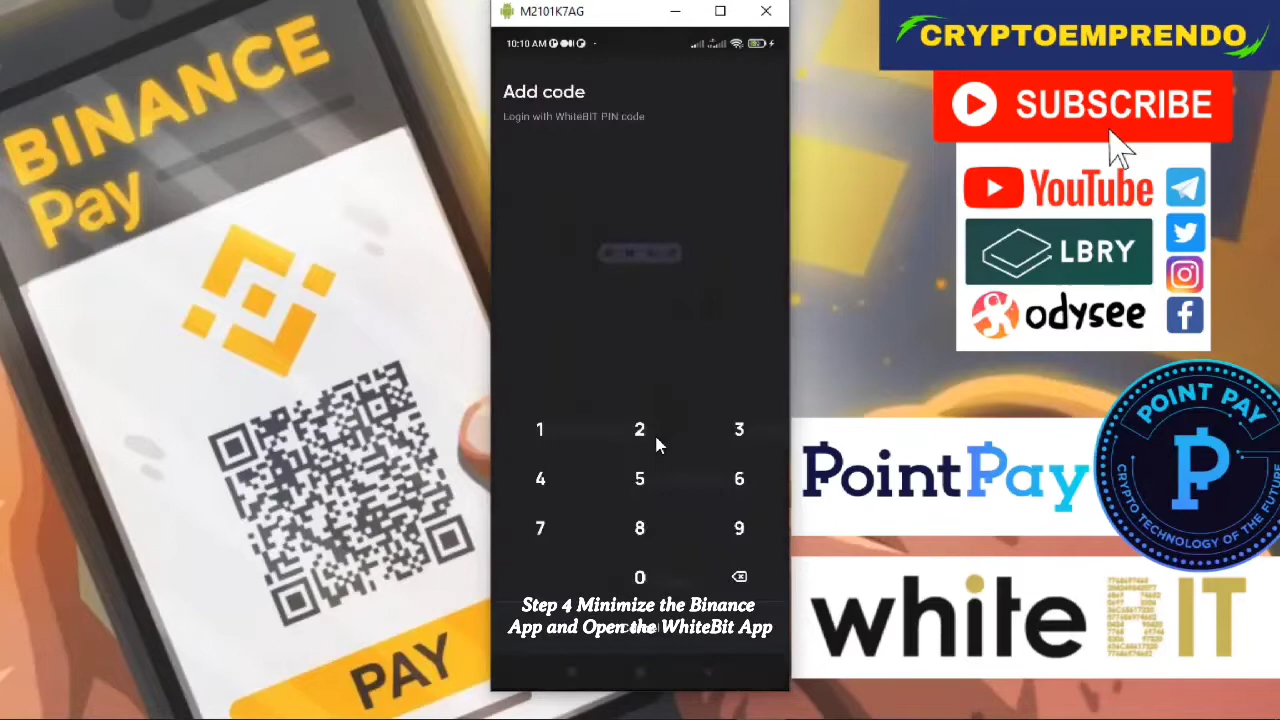 BINANCE
Pay
PAY
M2101K7AG
10:10 AM
Add code
Login with WhiteBIT PIN code
1 2 3
4 5 6
7 8 9
0
Step 4 Minimize the Binance
App and Open the WhiteBit App
CRYPTOEMPRENDO
SUBSCRIBE
YouTube
LBRY
odysee
PointPay
POINT PAY
CRYPTO TECHNOLOGY OF THE FUTURE
whiteBIT